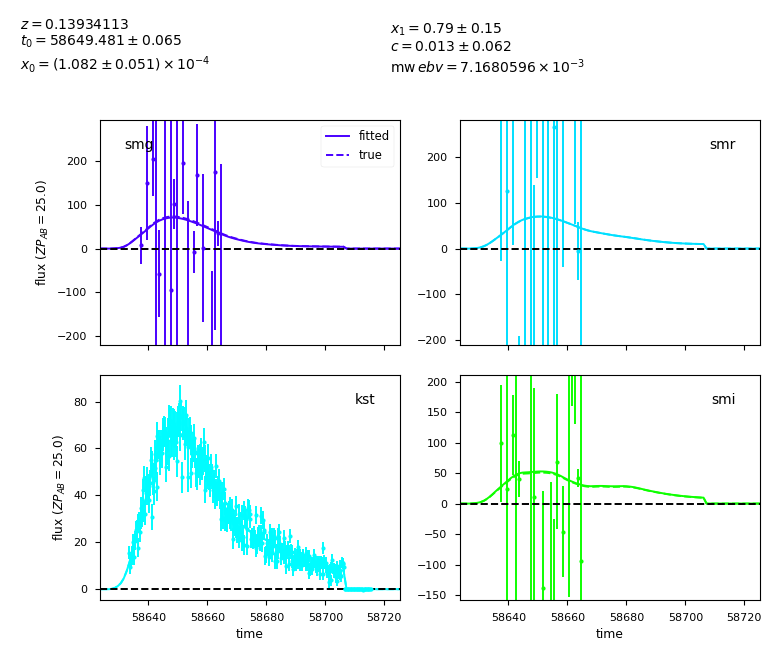 z = 0.13934113
t₀ = 58649.481 ± 0.065
x₀ = (1.082 ± 0.051) × 10⁻⁴
x₁ = 0.79 ± 0.15
c = 0.013 ± 0.062
mw ebv = 7.1680596 × 10⁻³
smg
fitted
true
200
100
0
−100
−200
flux (ZP_AB = 25.0)
smr
200
100
0
−100
−200
kst
80
60
40
20
0
flux (ZP_AB = 25.0)
58640
58660
58680
58700
58720
time
smi
200
150
100
50
0
−50
−100
−150
58640
58660
58680
58700
58720
time